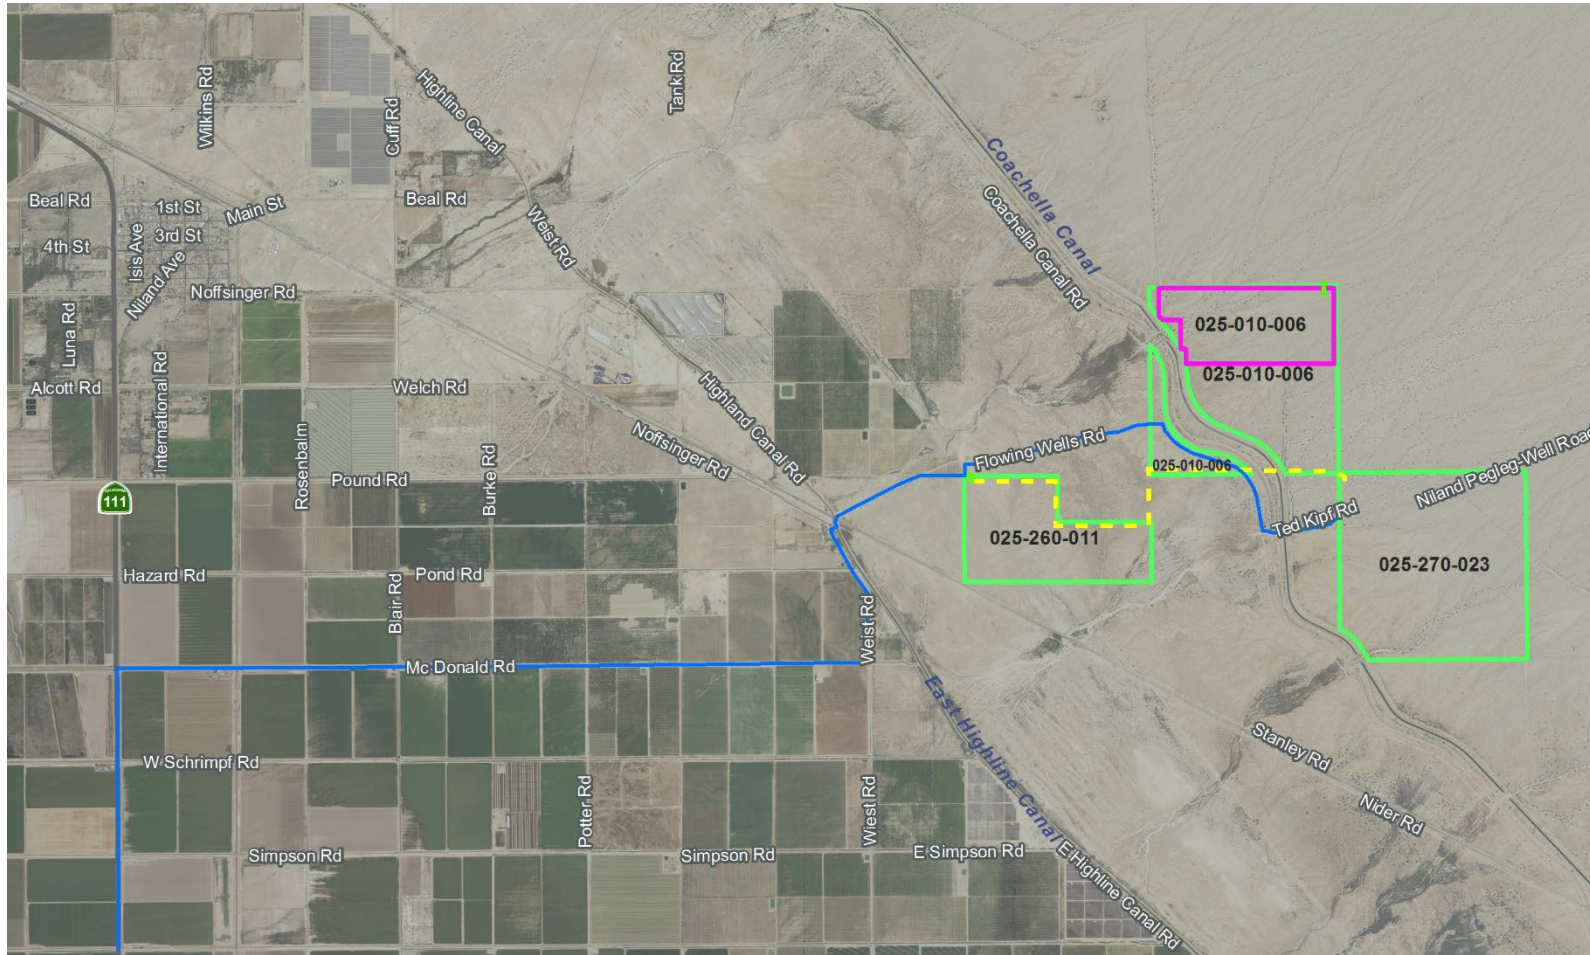 Wilkins Rd
Cuff Rd
Highline Canal
Tank Rd
Coachella Canal
Coachella Canal Rd
Beal Rd
1st St
Main St
Beal Rd
4th St
3rd St
Isis Ave
Niland Ave
Weist Rd
Noffsinger Rd
Luna Rd
025-010-006
025-010-006
Alcott Rd
International Rd
Welch Rd
Highland Canal Rd
Noffsinger Rd
Flowing Wells Rd
025-010-006
Niland Pegleg-Well Road
Rosenbalm
Pound Rd
Burke Rd
111
Ted Kipf Rd
025-260-011
025-270-023
Hazard Rd
Pond Rd
Blair Rd
Weist Rd
Mc Donald Rd
East Highline Canal
W Schrimpf Rd
Stanley Rd
Potter Rd
Wiest Rd
Nider Rd
Simpson Rd
Simpson Rd
E Simpson Rd
E Highline Canal Rd